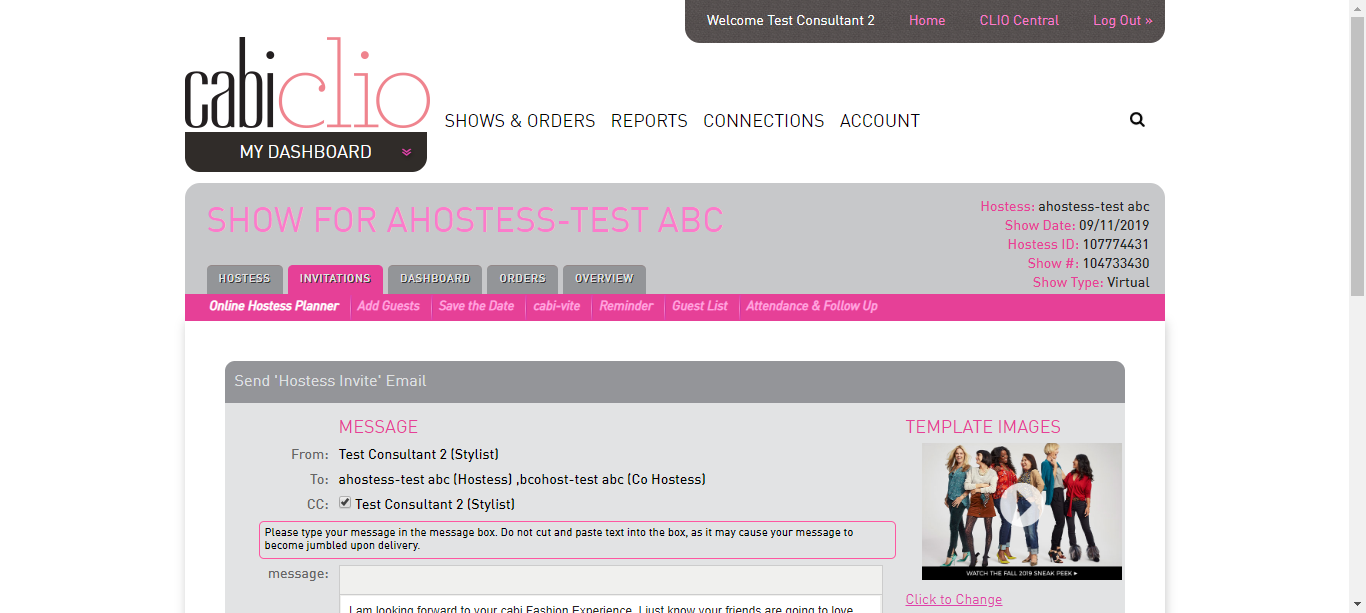 Welcome Test Consultant 2 Home CLIO Central Log Out »
cabiclio
MY DASHBOARD
SHOWS & ORDERS REPORTS CONNECTIONS ACCOUNT
SHOW FOR AHOSTESS-TEST ABC
Hostess: ahostess-test abc
Show Date: 09/11/2019
Hostess ID: 107774431
Show #: 104733430
Show Type: Virtual
HOSTESS INVITATIONS DASHBOARD ORDERS OVERVIEW
Online Hostess Planner Add Guests Save the Date cabi-vite Reminder Guest List Attendance & Follow Up
Send 'Hostess Invite' Email
MESSAGE
From: Test Consultant 2 (Stylist)
To: ahostess-test abc (Hostess) ,bcohost-test abc (Co Hostess)
CC: Test Consultant 2 (Stylist)
Please type your message in the message box. Do not cut and paste text into the box, as it may cause your message to
become jumbled upon delivery.
message:
I am looking forward to your cabi Fashion Experience. I just know your friends are going to love
TEMPLATE IMAGES
WATCH THE FALL 2019 SNEAK PEEK ►
Click to Change